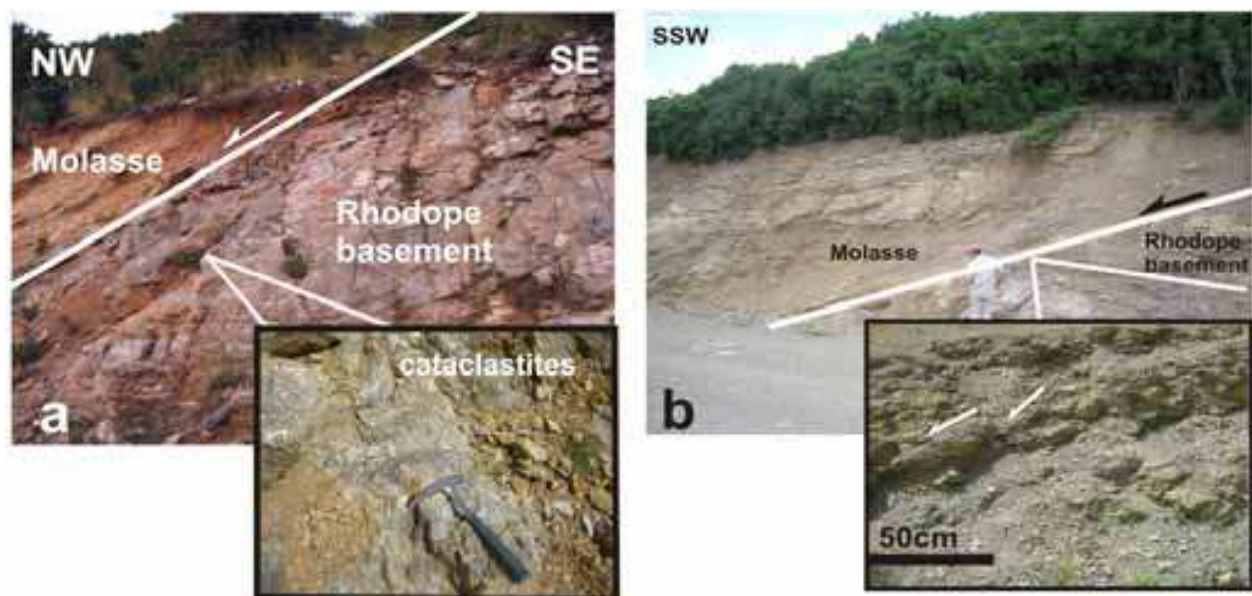 NW
SE
Molasse
Rhodope
basement
cataclastites
a
SSW
Molasse
Rhodope
basement
b
50cm